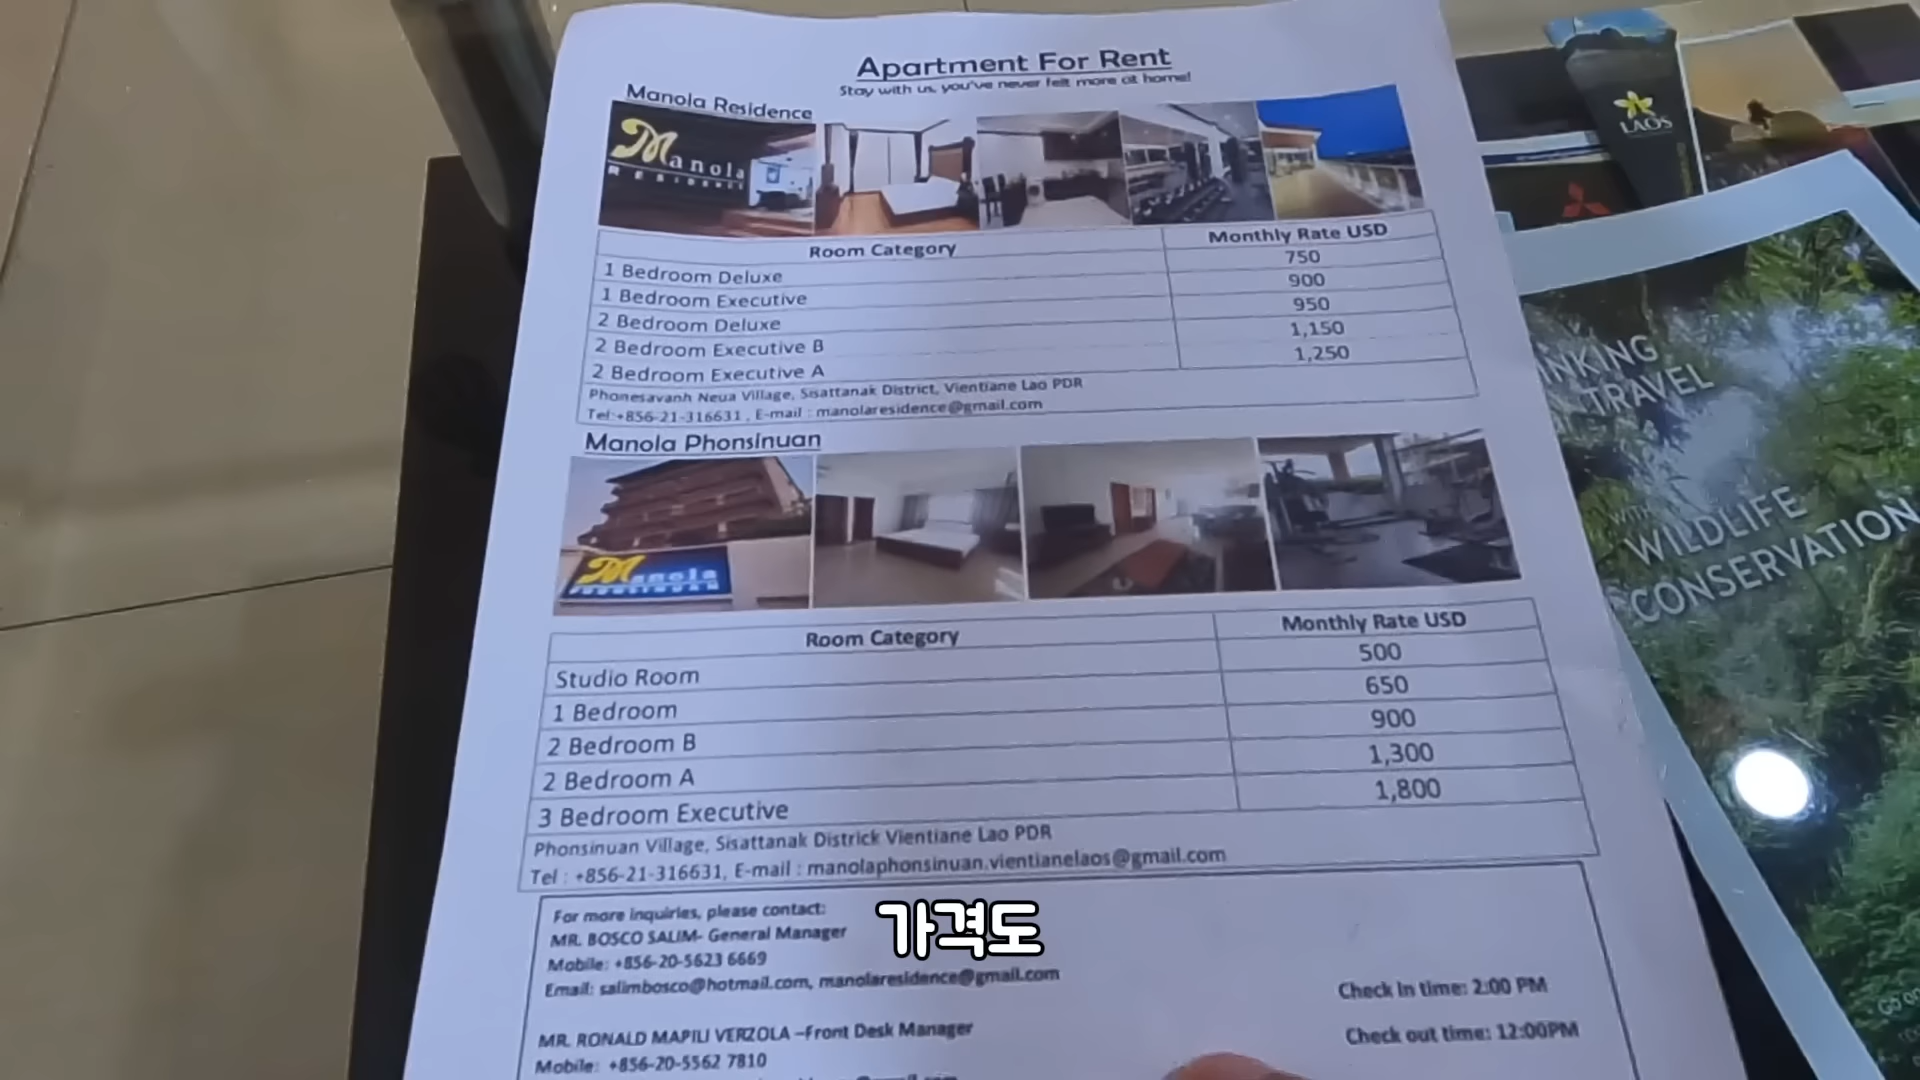 Apartment For Rent
Stay with us, you've never felt more at home!
Manola Residence
Manola
RESIDENCE
LAOS
Room Category Monthly Rate USD
1 Bedroom Deluxe 750
1 Bedroom Executive 900
2 Bedroom Deluxe 950
2 Bedroom Executive B 1,150
2 Bedroom Executive A 1,250
Phonesavanh Neua Village, Sisattanak District, Vientiane Lao PDR
Tel:+856-21-316631 , E-mail : manolaresidence@gmail.com
Manola Phonsinuan
Manola
PHONSINUAN
Room Category Monthly Rate USD
Studio Room 500
1 Bedroom 650
2 Bedroom B 900
2 Bedroom A 1,300
3 Bedroom Executive 1,800
Phonsinuan Village, Sisattanak Districk Vientiane Lao PDR
Tel : +856-21-316631, E-mail : manolaphonsinuan.vientianelaos@gmail.com
For more inquiries, please contact:
MR. BOSCO SALIM- General Manager
Mobile: +856-20-5623 6669
Email: salimbosco@hotmail.com, manolaresidence@gmail.com
MR. RONALD MAPILI VERZOLA –Front Desk Manager
Mobile: +856-20-5562 7810
Check In time: 2:00 PM
Check out time: 12:00PM
가격도
TRAVEL
WITH
WILDLIFE
CONSERVATION